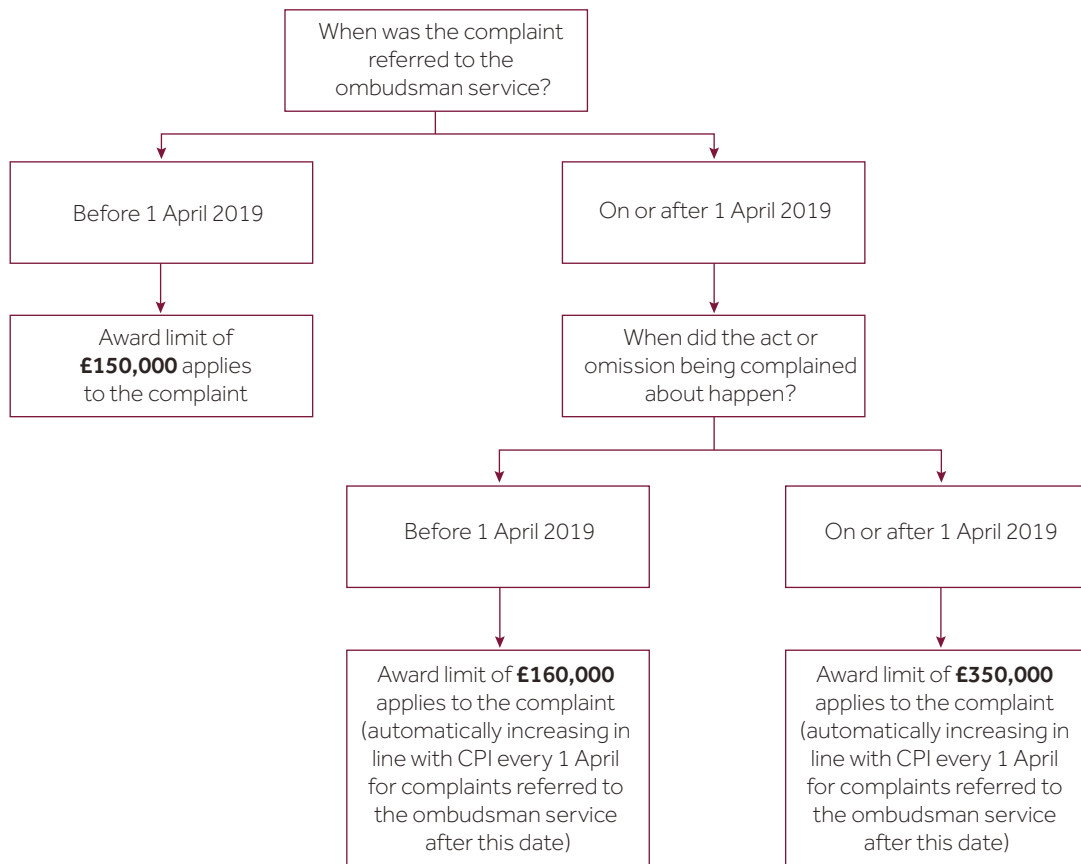 When was the complaint
referred to the
ombudsman service?
Before 1 April 2019
On or after 1 April 2019
Award limit of
£150,000 applies
to the complaint
When did the act or
omission being complained
about happen?
Before 1 April 2019
On or after 1 April 2019
Award limit of £160,000
applies to the complaint
(automatically increasing in
line with CPI every 1 April
for complaints referred to
the ombudsman service
after this date)
Award limit of £350,000
applies to the complaint
(automatically increasing in
line with CPI every 1 April
for complaints referred to
the ombudsman service
after this date)